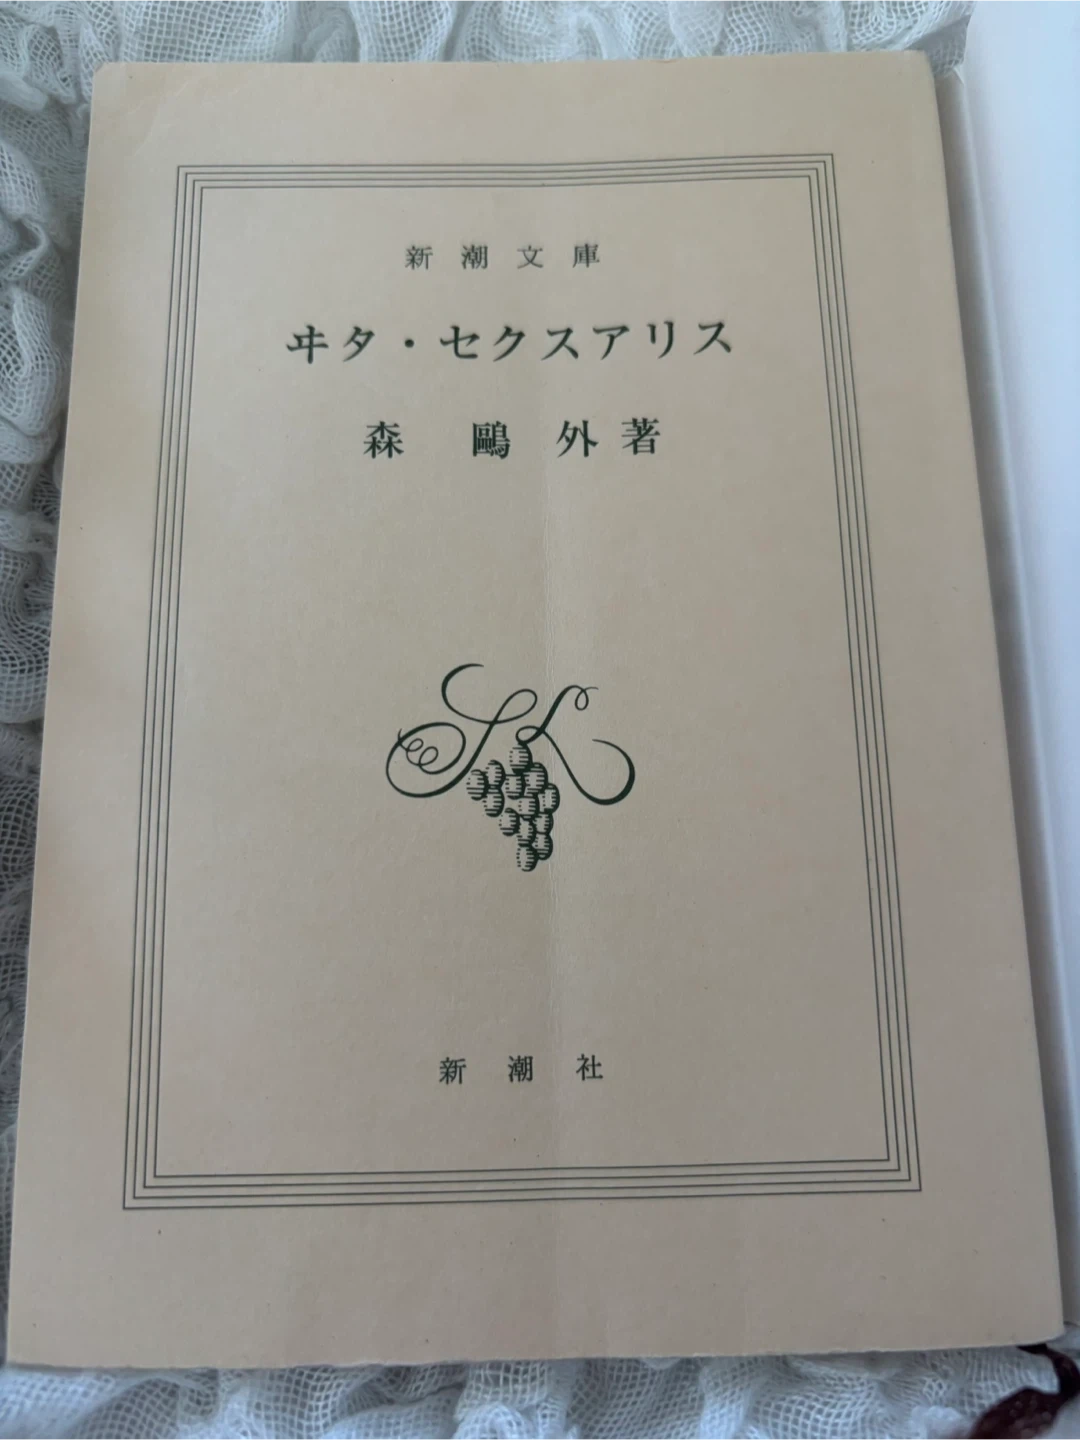 新潮文庫
ヰタ・セクスアリス
森鷗外著
新潮社